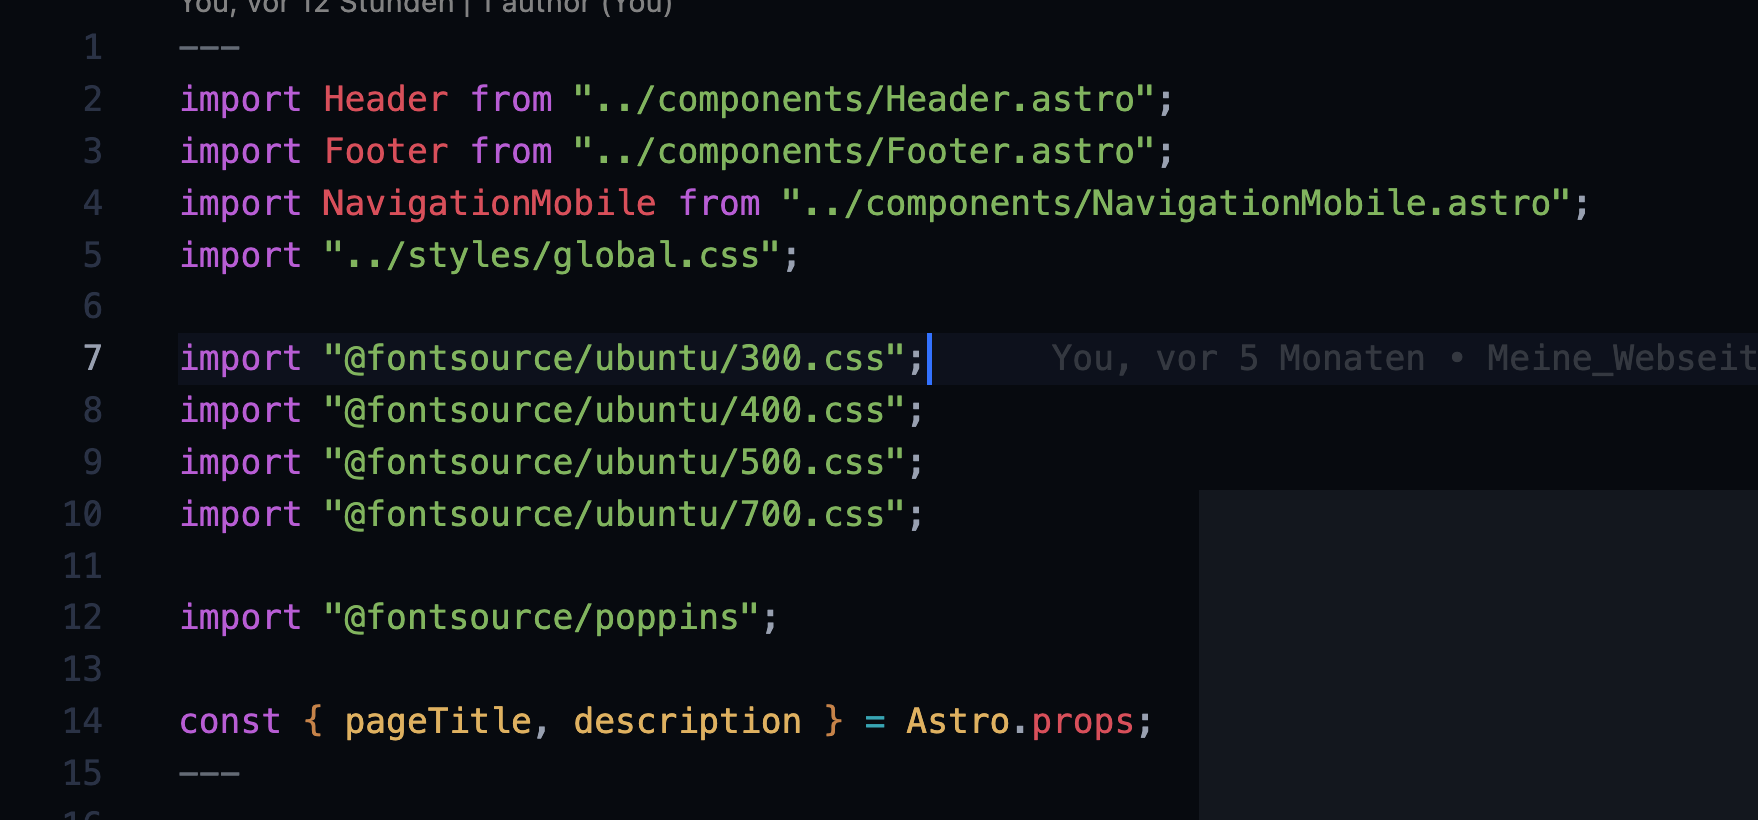 You, vor 12 Stunden | 1 author (You)
1 ---
2 import Header from "../components/Header.astro";
3 import Footer from "../components/Footer.astro";
4 import NavigationMobile from "../components/NavigationMobile.astro";
5 import "../styles/global.css";
6
7 import "@fontsource/ubuntu/300.css"; You, vor 5 Monaten • Meine_Webseit
8 import "@fontsource/ubuntu/400.css";
9 import "@fontsource/ubuntu/500.css";
10 import "@fontsource/ubuntu/700.css";
11
12 import "@fontsource/poppins";
13
14 const { pageTitle, description } = Astro.props;
15 ---
16